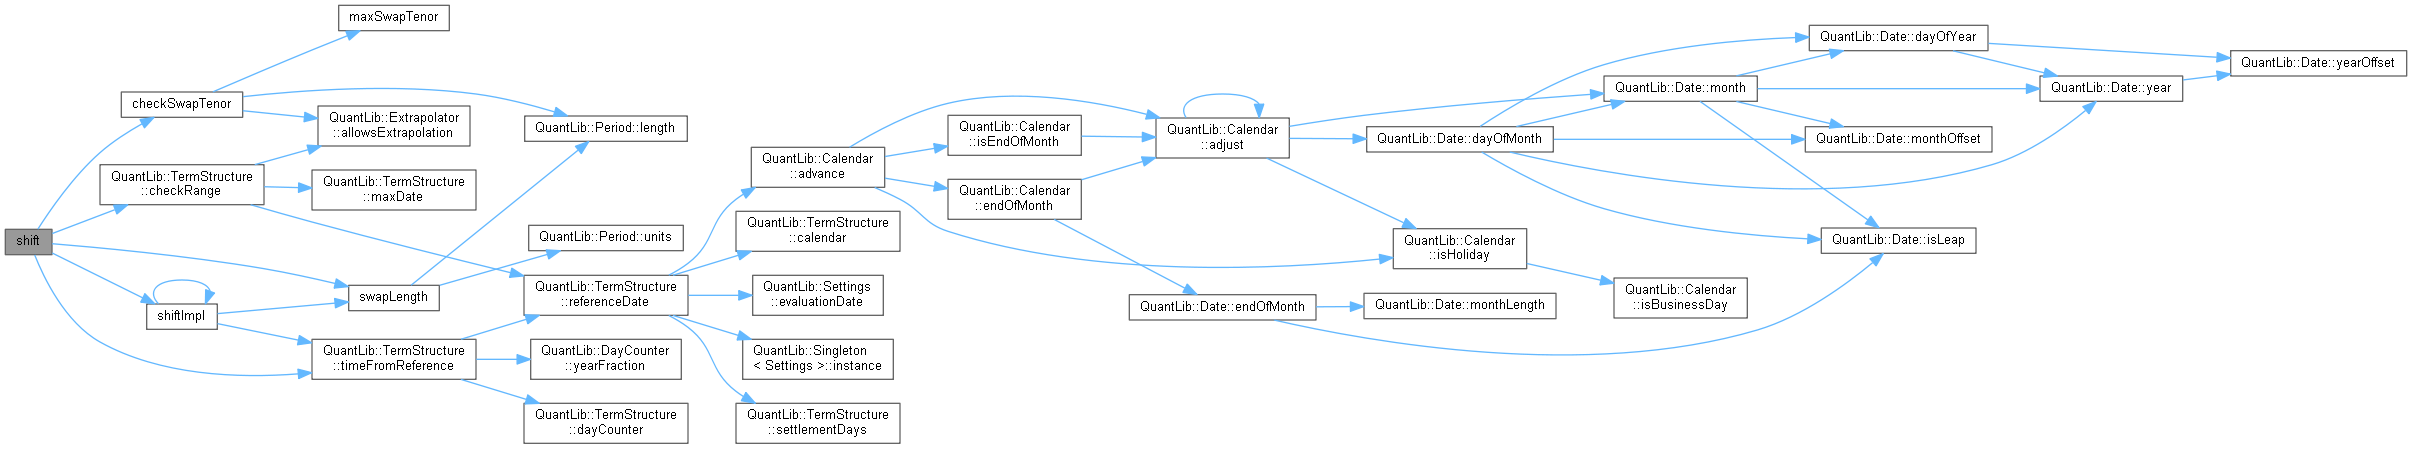 shift
checkSwapTenor
QuantLib::TermStructure
::checkRange
shiftImpl
maxSwapTenor
QuantLib::Extrapolator
::allowsExtrapolation
QuantLib::TermStructure
::maxDate
swapLength
QuantLib::TermStructure
::timeFromReference
QuantLib::Period::length
QuantLib::Period::units
QuantLib::TermStructure
::referenceDate
QuantLib::DayCounter
::yearFraction
QuantLib::TermStructure
::dayCounter
QuantLib::Calendar
::advance
QuantLib::TermStructure
::calendar
QuantLib::Settings
::evaluationDate
QuantLib::Singleton
< Settings >::instance
QuantLib::TermStructure
::settlementDays
QuantLib::Calendar
::isEndOfMonth
QuantLib::Calendar
::endOfMonth
QuantLib::Calendar
::adjust
QuantLib::Date::endOfMonth
QuantLib::Date::dayOfMonth
QuantLib::Calendar
::isHoliday
QuantLib::Date::monthLength
QuantLib::Date::month
QuantLib::Calendar
::isBusinessDay
QuantLib::Date::dayOfYear
QuantLib::Date::monthOffset
QuantLib::Date::isLeap
QuantLib::Date::year
QuantLib::Date::yearOffset